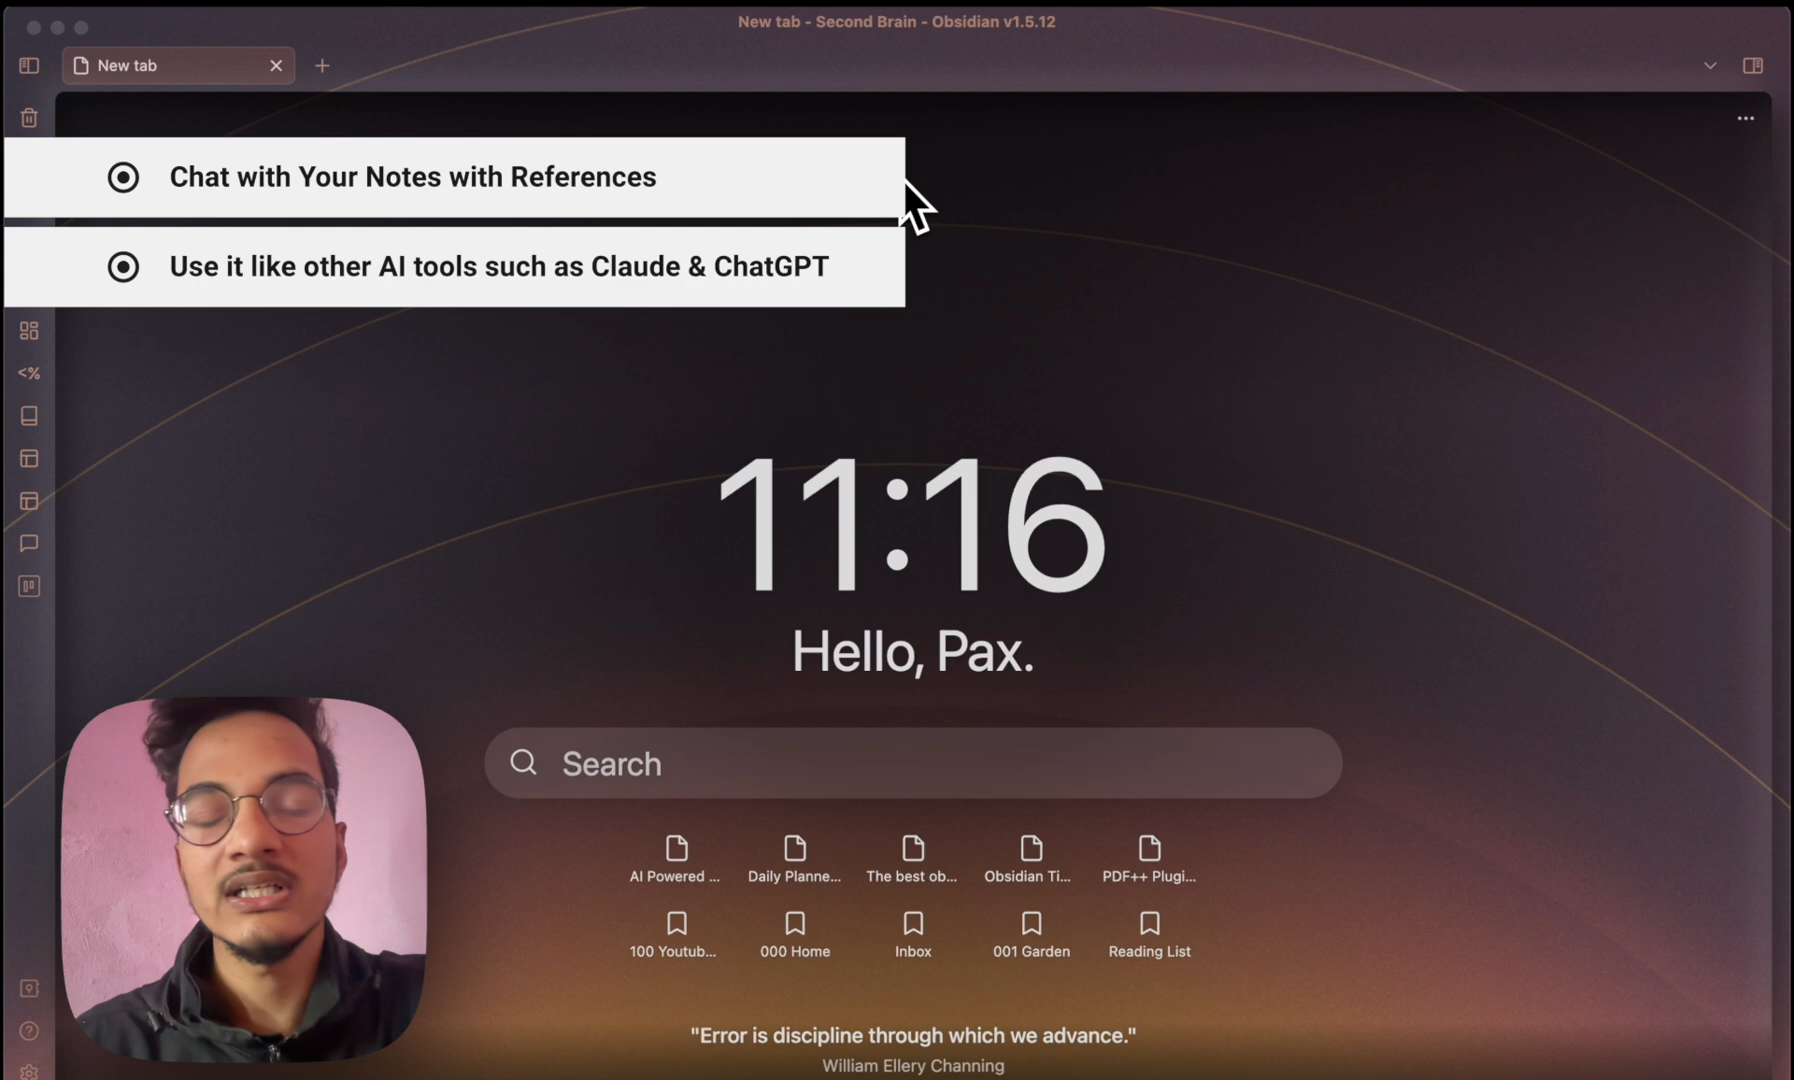 New tab - Second Brain - Obsidian v1.5.12
New tab
Chat with Your Notes with References
Use it like other AI tools such as Claude & ChatGPT
<%
11:16
Hello, Pax.
Search
AI Powered ...
Daily Planne...
The best ob...
Obsidian Ti...
PDF++ Plugi...
100 Youtub...
000 Home
Inbox
001 Garden
Reading List
"Error is discipline through which we advance."
William Ellery Channing